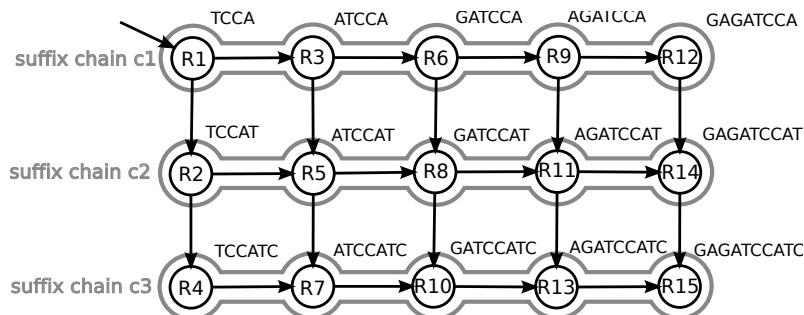 TCCA ATCCA GATCCA AGATCCA GAGATCCA
suffix chain c1 R1 R3 R6 R9 R12
TCCAT ATCCAT GATCCAT AGATCCAT GAGATCCAT
suffix chain c2 R2 R5 R8 R11 R14
TCCATC ATCCATC GATCCATC AGATCCATC GAGATCCATC
suffix chain c3 R4 R7 R10 R13 R15